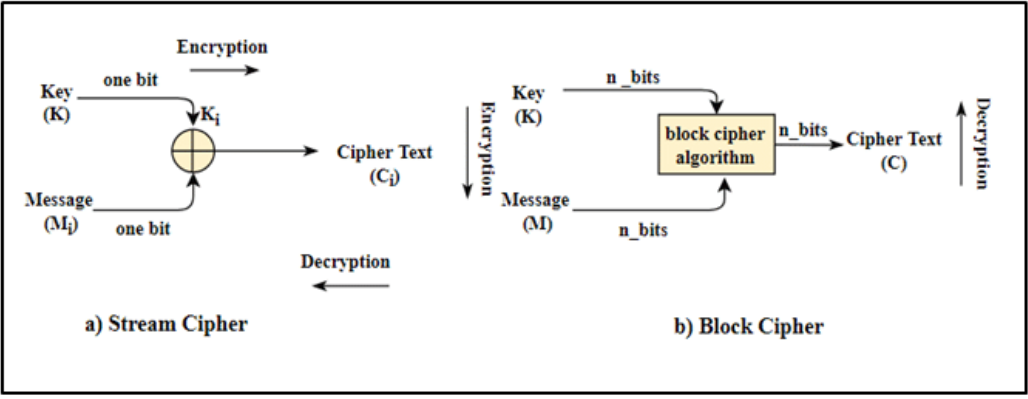 Encryption
one bit
Key
(K)
Ki
Cipher Text
(Ci)
Message
(Mi)
one bit
Decryption
a) Stream Cipher
Encryption
n _bits
Key
(K)
block cipher
algorithm
n_bits
Cipher Text
(C)
Message
(M)
n_bits
Decryption
b) Block Cipher